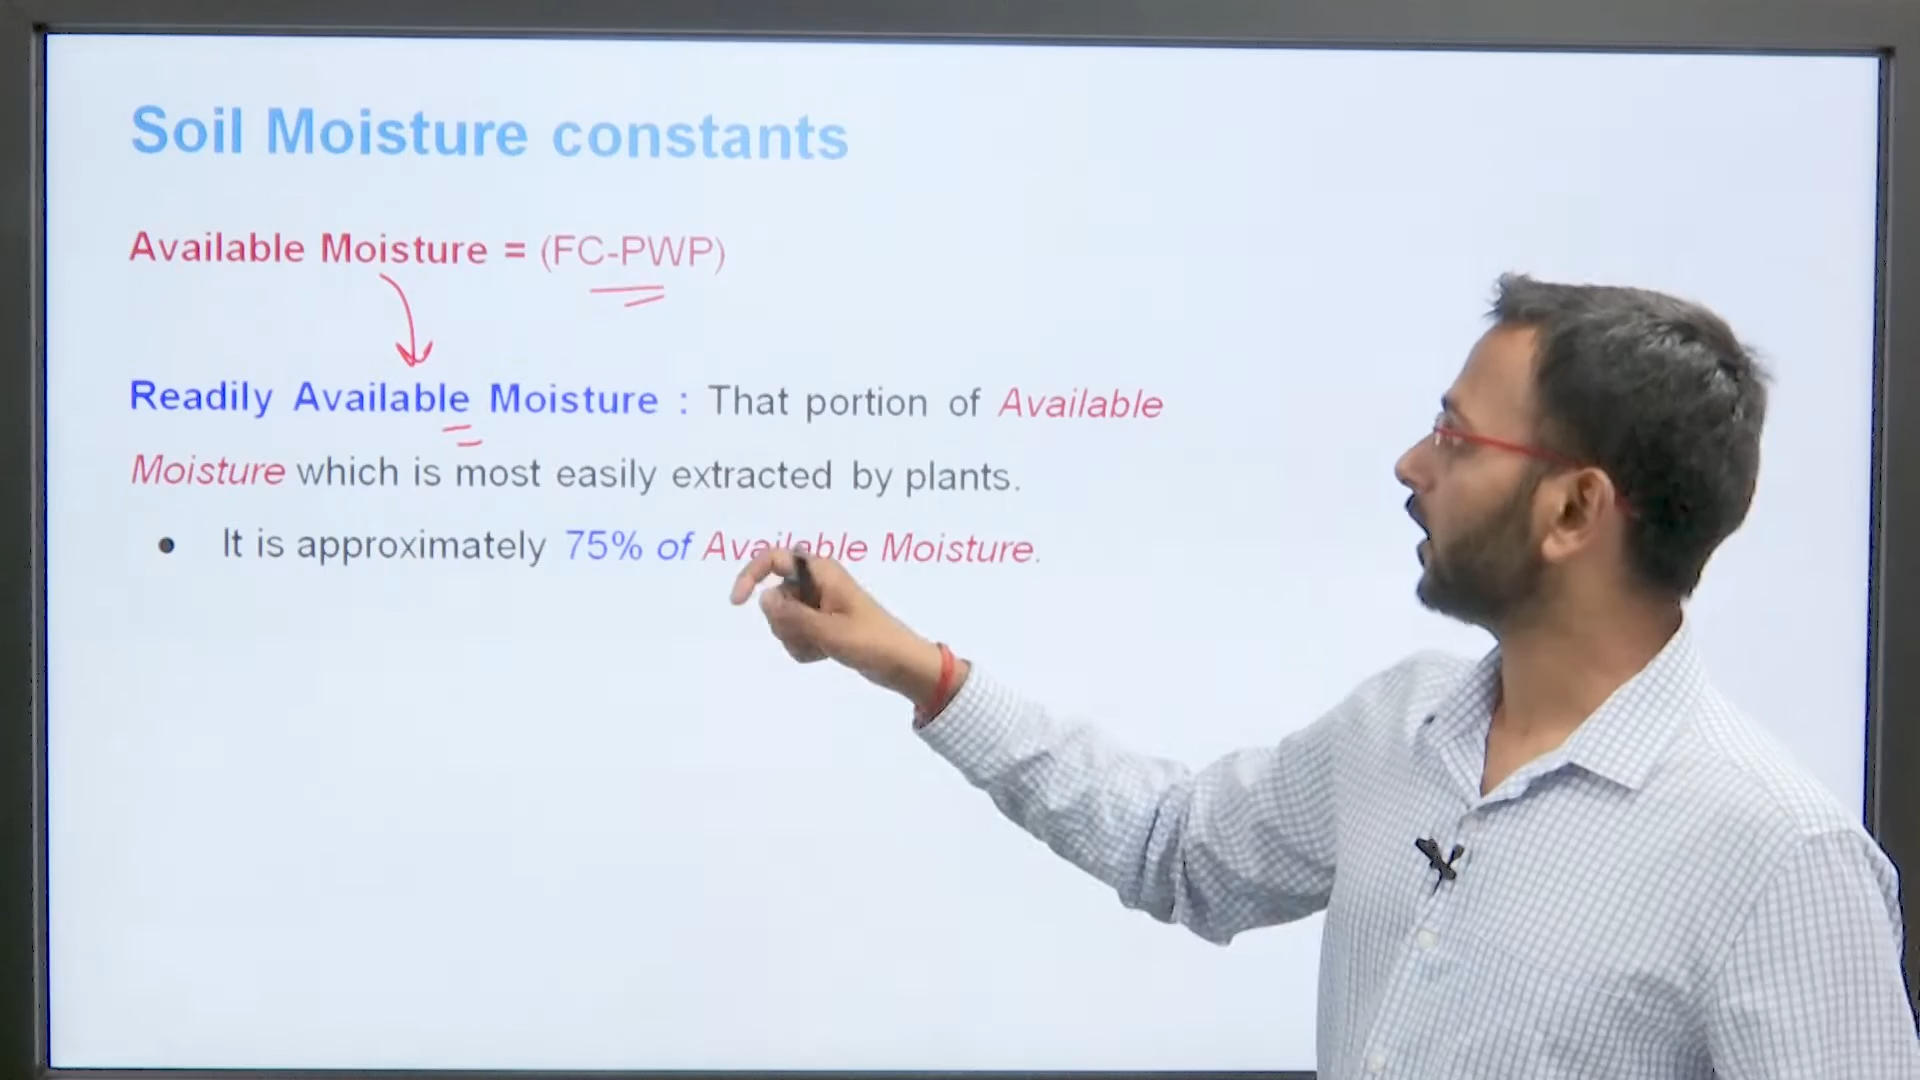 Soil Moisture constants
Available Moisture = (FC-PWP)
Readily Available Moisture : That portion of Available
Moisture which is most easily extracted by plants.
● It is approximately 75% of Available Moisture.